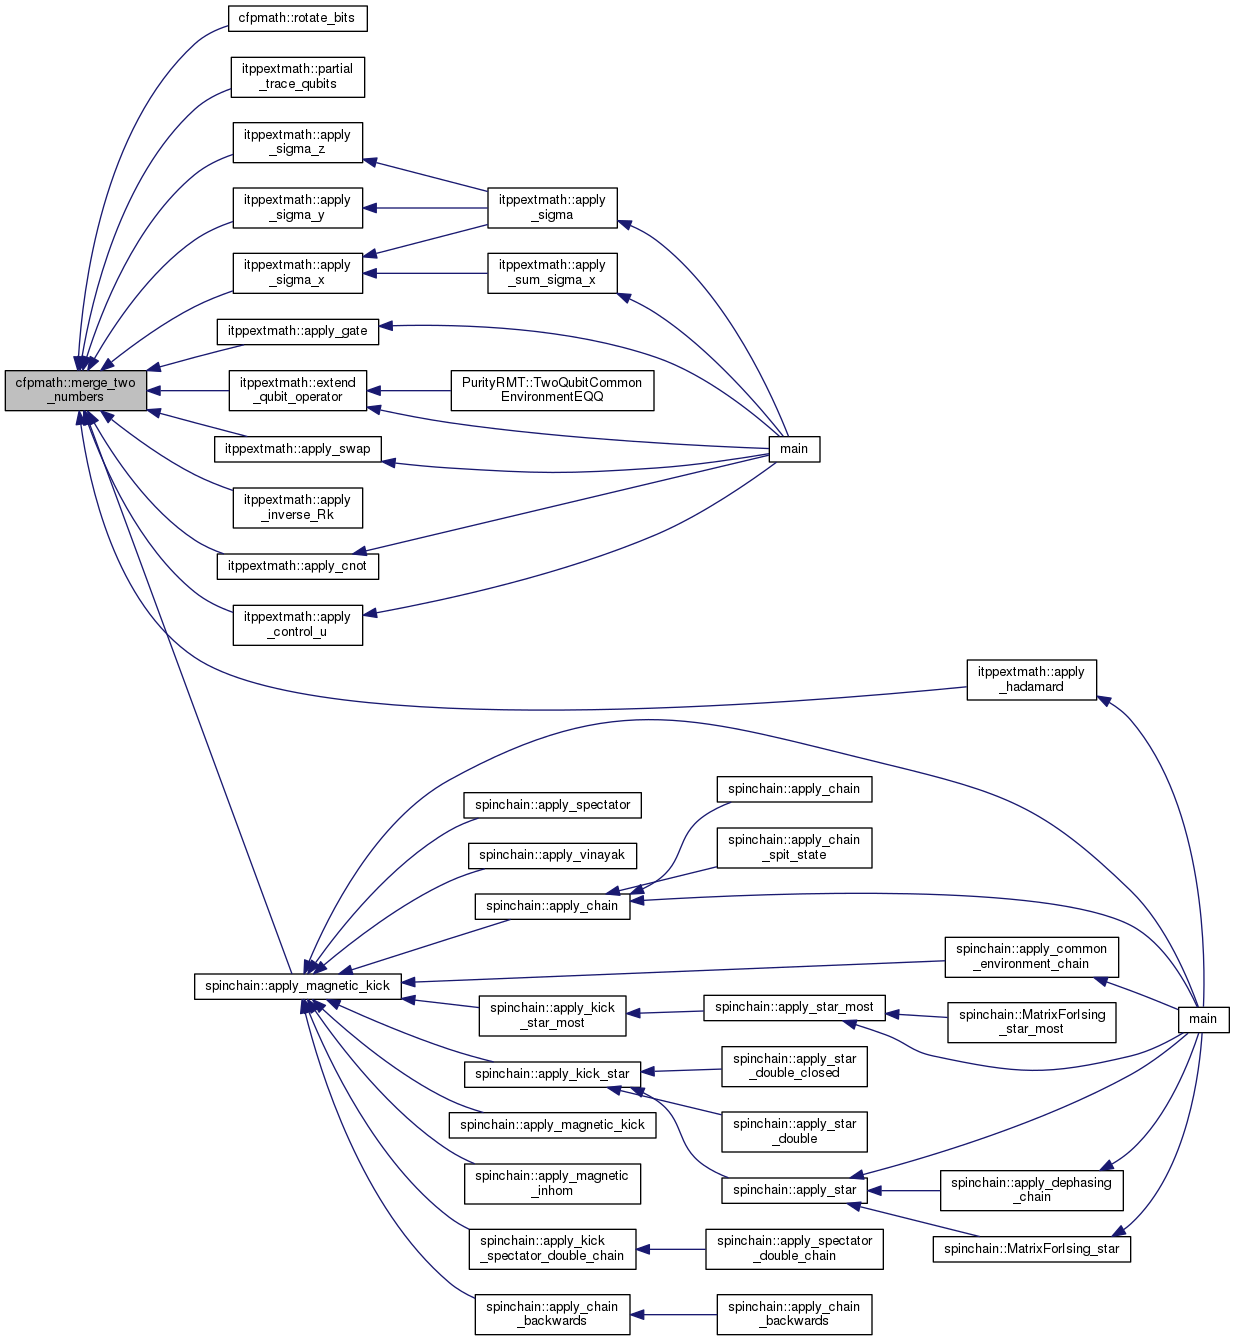 cfpmath::rotate_bits
itppextmath::partial
_trace_qubits
itppextmath::apply
_sigma_z
itppextmath::apply
_sigma_y
itppextmath::apply
_sigma
itppextmath::apply
_sigma_x
itppextmath::apply
_sum_sigma_x
itppextmath::apply_gate
cfpmath::merge_two
_numbers
itppextmath::extend
_qubit_operator
PurityRMT::TwoQubitCommon
EnvironmentEQQ
itppextmath::apply_swap
main
itppextmath::apply
_inverse_Rk
itppextmath::apply_cnot
itppextmath::apply
_control_u
itppextmath::apply
_hadamard
spinchain::apply_chain
spinchain::apply_spectator
spinchain::apply_chain
_spit_state
spinchain::apply_vinayak
spinchain::apply_chain
spinchain::apply_common
_environment_chain
spinchain::apply_magnetic_kick
spinchain::apply_kick
_star_most
spinchain::apply_star_most
spinchain::MatrixForIsing
_star_most
main
spinchain::apply_star
_double_closed
spinchain::apply_kick_star
spinchain::apply_magnetic_kick
spinchain::apply_star
_double
spinchain::apply_magnetic
_inhom
spinchain::apply_star
spinchain::apply_dephasing
_chain
spinchain::apply_kick
_spectator_double_chain
spinchain::apply_spectator
_double_chain
spinchain::MatrixForIsing_star
spinchain::apply_chain
_backwards
spinchain::apply_chain
_backwards